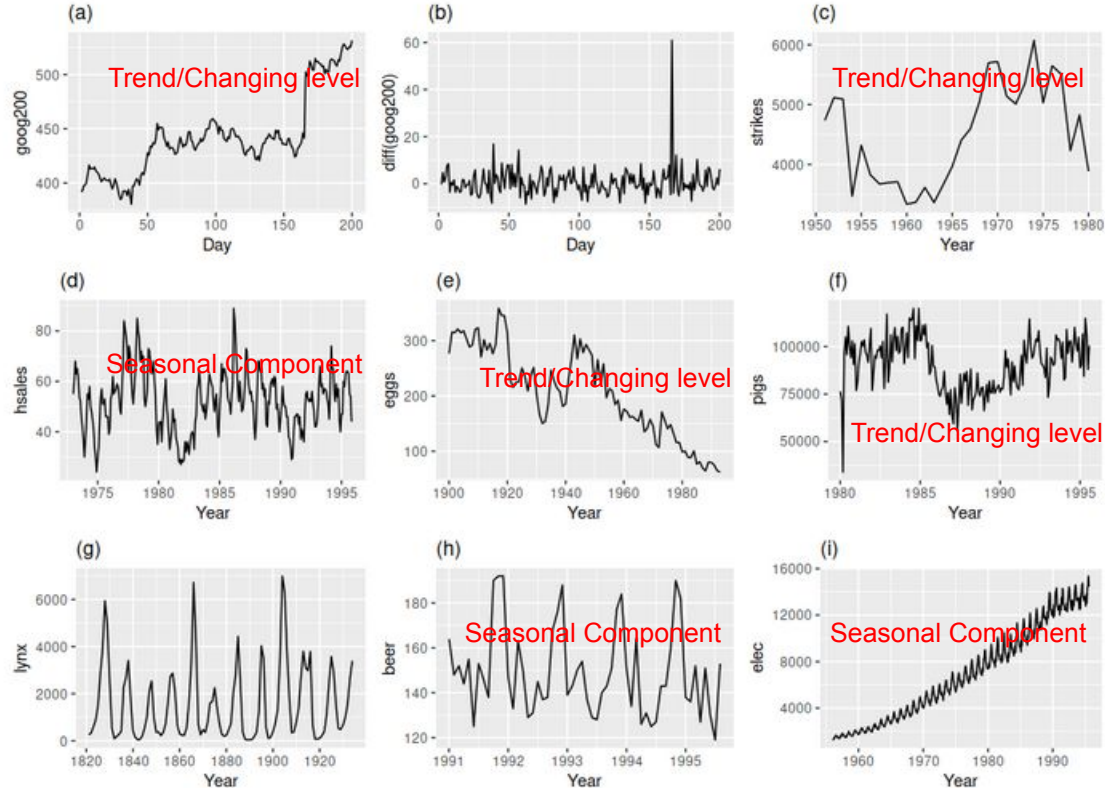 (a)
goog200
500
450
400
Trend/Changing level
0
50
100
150
200
Day
(b)
diff(goog200)
60
40
20
0
0
50
100
150
200
Day
(c)
strikes
6000
5000
4000
Trend/Changing level
1950
1955
1960
1965
1970
1975
1980
Year
(d)
hsales
80
60
40
Seasonal Component
1975
1980
1985
1990
1995
Year
(e)
eggs
300
200
100
Trend/Changing level
1900
1920
1940
1960
1980
Year
(f)
pigs
100000
75000
50000
Trend/Changing level
1980
1985
1990
1995
Year
(g)
lynx
6000
4000
2000
0
1820
1840
1860
1880
1900
1920
Year
(h)
beer
180
160
140
120
Seasonal Component
1991
1992
1993
1994
1995
Year
(i)
elec
16000
12000
8000
4000
Seasonal Component
1960
1970
1980
1990
Year